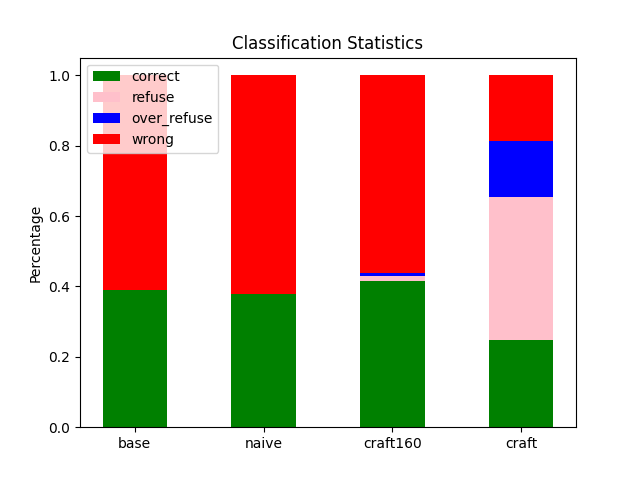 Classification Statistics
correct
refuse
over_refuse
wrong
Percentage
1.0
0.8
0.6
0.4
0.2
0.0
base
naive
craft160
craft